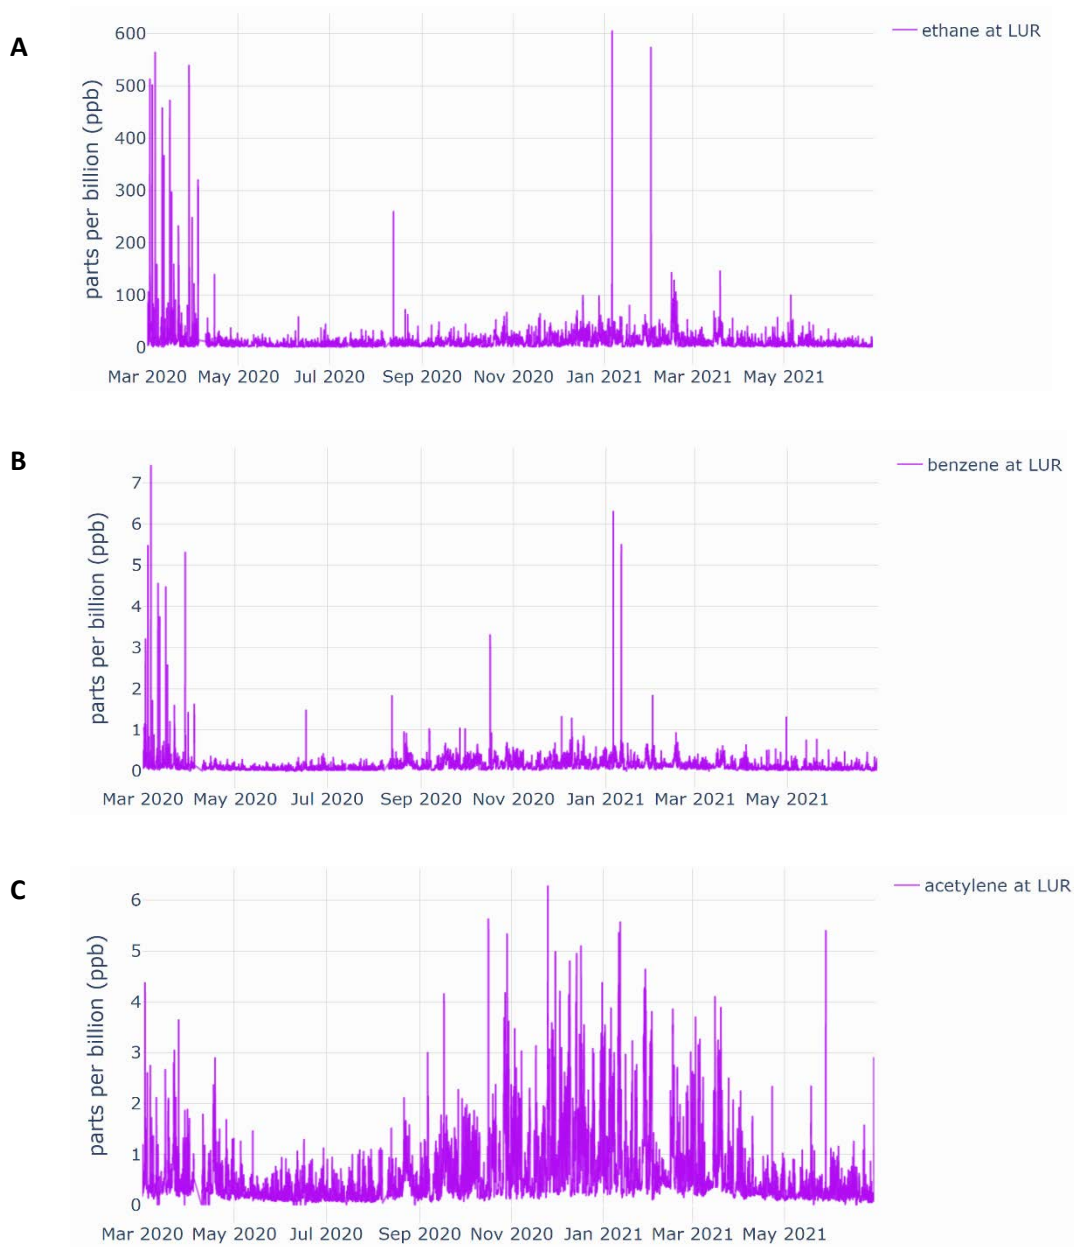 A
ethane at LUR
parts per billion (ppb)
600
500
400
300
200
100
0
Mar 2020 May 2020 Jul 2020 Sep 2020 Nov 2020 Jan 2021 Mar 2021 May 2021
B
benzene at LUR
parts per billion (ppb)
7
6
5
4
3
2
1
0
Mar 2020 May 2020 Jul 2020 Sep 2020 Nov 2020 Jan 2021 Mar 2021 May 2021
C
acetylene at LUR
parts per billion (ppb)
6
5
4
3
2
1
0
Mar 2020 May 2020 Jul 2020 Sep 2020 Nov 2020 Jan 2021 Mar 2021 May 2021